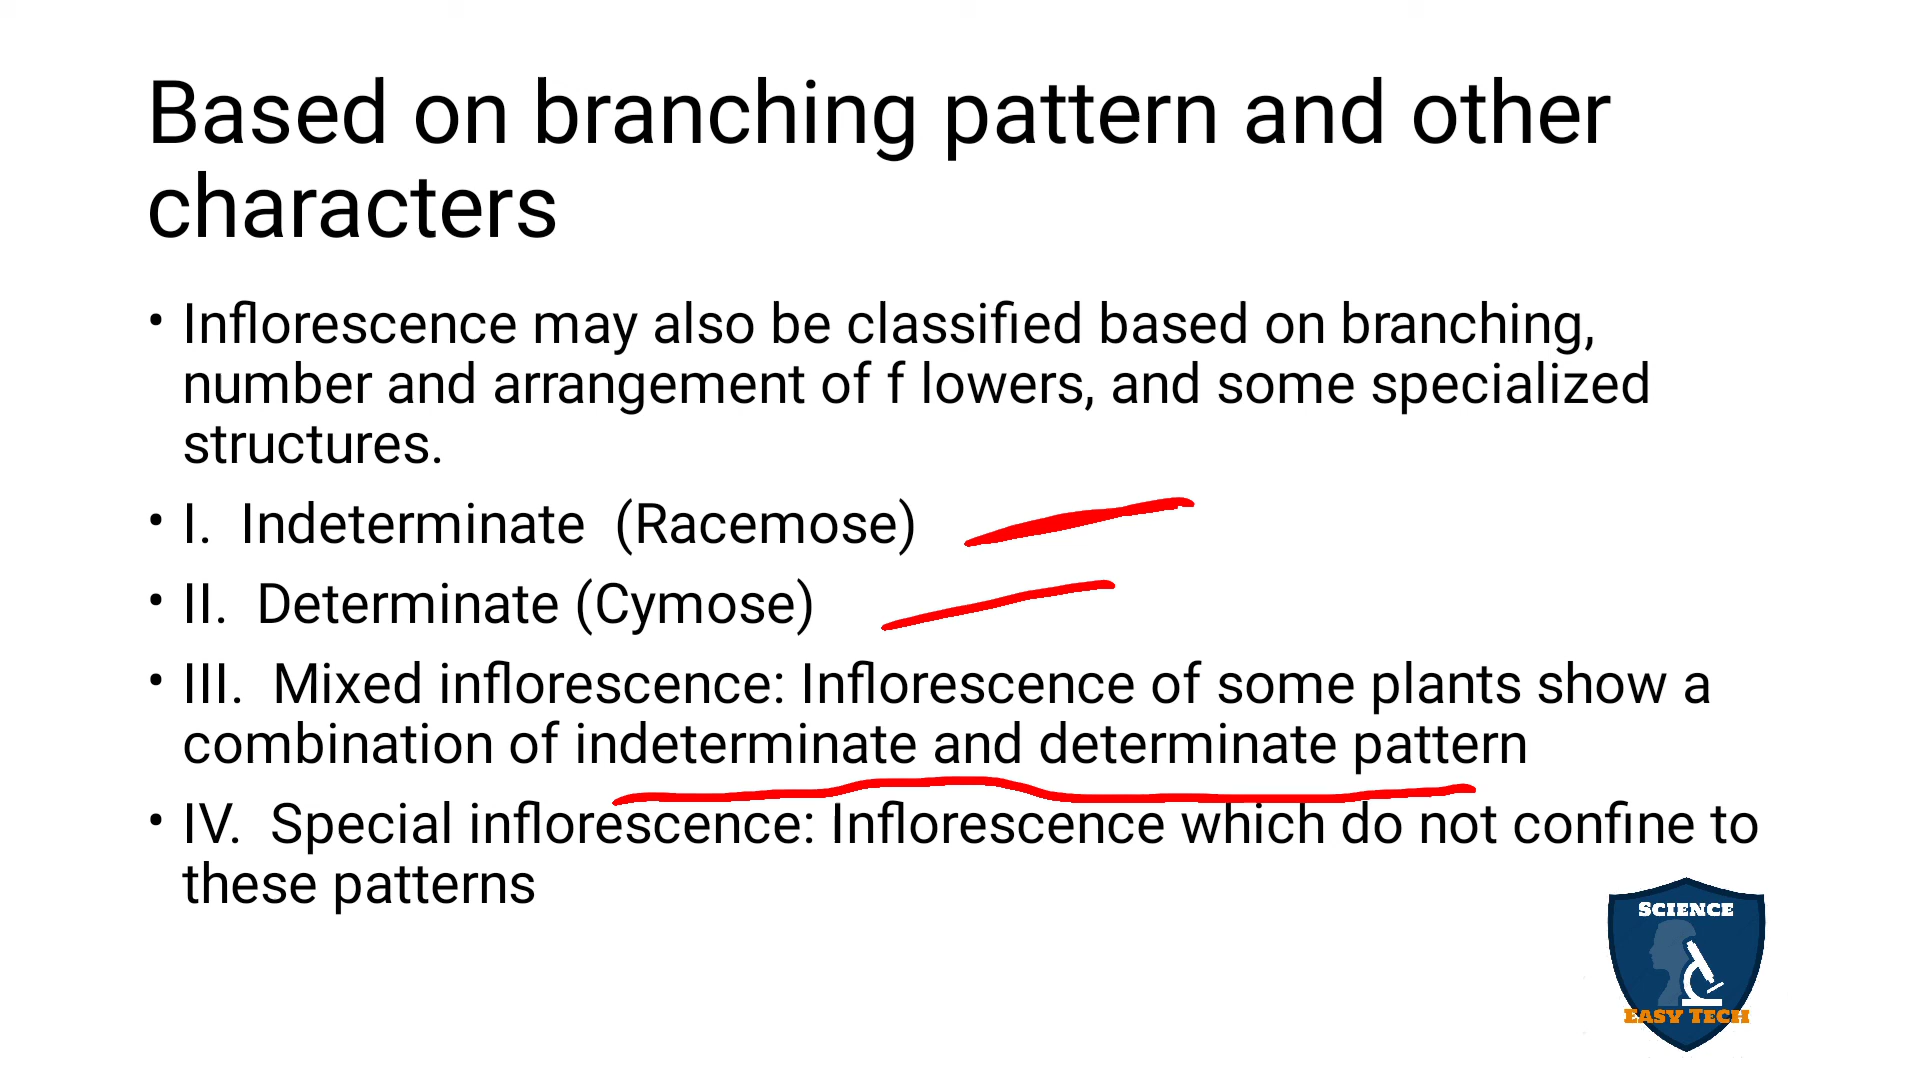 Based on branching pattern and other
characters
• Inflorescence may also be classified based on branching,
number and arrangement of f lowers, and some specialized
structures.
• I.  Indeterminate  (Racemose)
• II.  Determinate (Cymose)
• III.  Mixed inflorescence: Inflorescence of some plants show a
combination of indeterminate and determinate pattern
• IV.  Special inflorescence: Inflorescence which do not confine to
these patterns
SCIENCE
EASY TECH